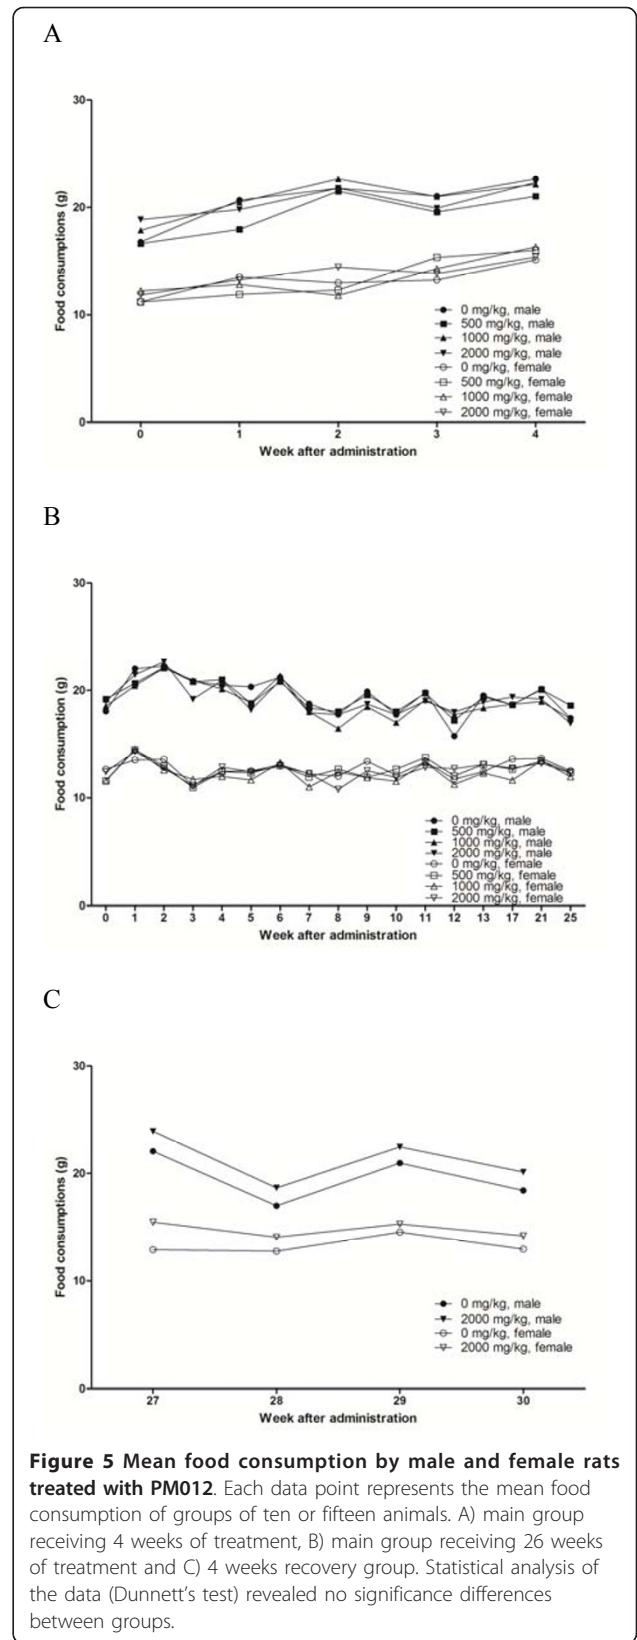 A
30
20
10
0
Food consumptions (g)
0 mg/kg, male
500 mg/kg, male
1000 mg/kg, male
2000 mg/kg, male
0 mg/kg, female
500 mg/kg, female
1000 mg/kg, female
2000 mg/kg, female
0 1 2 3 4
Week after administration
B
30
20
10
0
Food consumption (g)
0 mg/kg, male
500 mg/kg, male
1000 mg/kg, male
2000 mg/kg, male
0 mg/kg, female
500 mg/kg, female
1000 mg/kg, female
2000 mg/kg, female
0 1 2 3 4 5 6 7 8 9 10 11 12 13 17 21 25
Week after administration
C
30
20
10
0
Food consumptions (g)
0 mg/kg, male
2000 mg/kg, male
0 mg/kg, female
2000 mg/kg, female
27 28 29 30
Week after administration
Figure 5 Mean food consumption by male and female rats
treated with PM012. Each data point represents the mean food
consumption of groups of ten or fifteen animals. A) main group
receiving 4 weeks of treatment, B) main group receiving 26 weeks
of treatment and C) 4 weeks recovery group. Statistical analysis of
the data (Dunnett's test) revealed no significance differences
between groups.